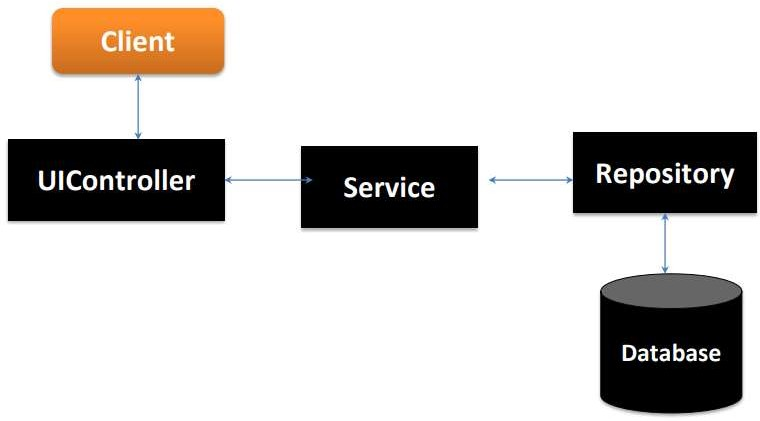 Client
UIController
Service
Repository
Database